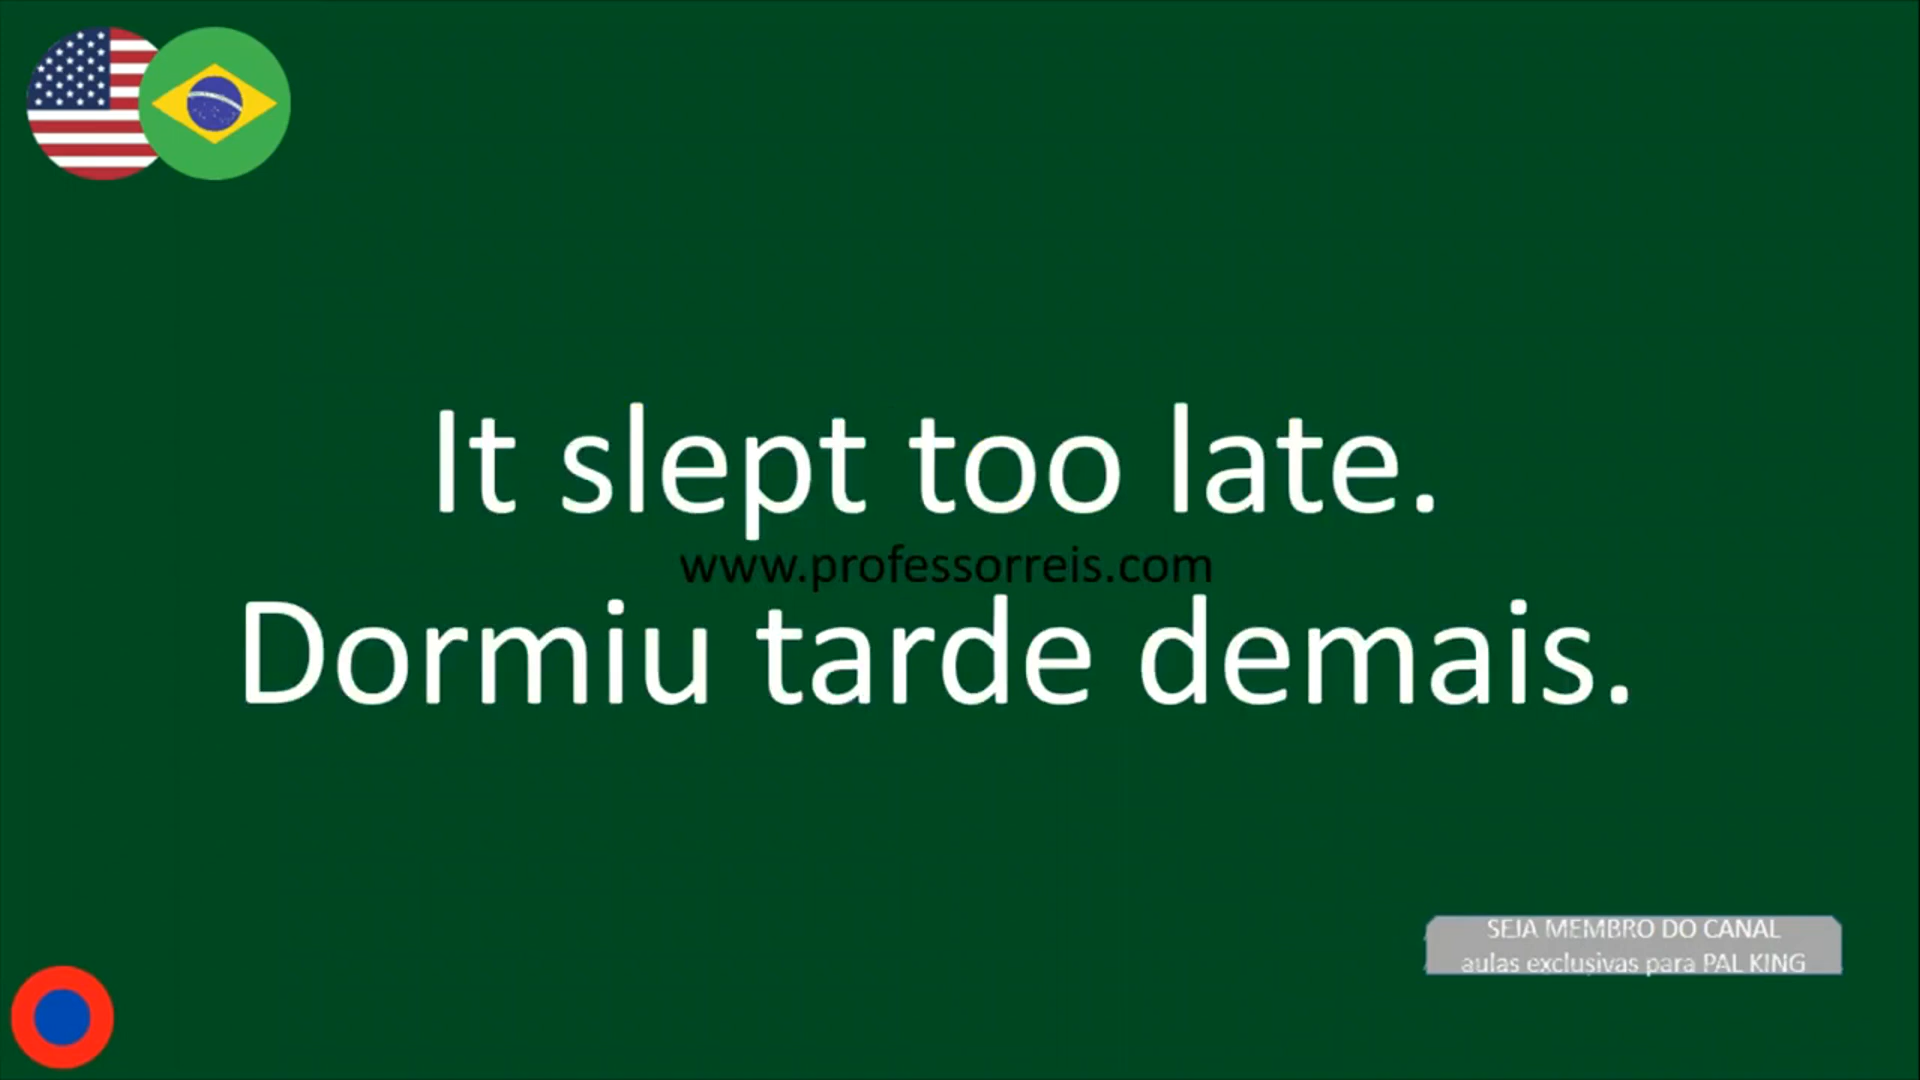 It slept too late.
www.professorreis.com
Dormiu tarde demais.
SEJA MEMBRO DO CANAL
aulas exclusivas para PAL KING